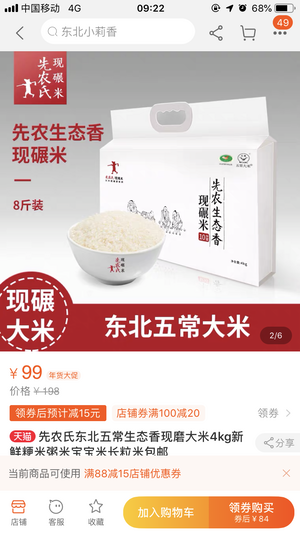 中国移动 4G 09:22 68%
东北小莉香
49
先农氏 现碾米
先农生态香
现碾米
8斤装
先农生态香
现碾米
现碾
大米
东北五常大米
2/6
¥99 年货大促
价格 ¥198
领券后预计减15元 店铺券满100减20 领券 >
天猫 先农氏东北五常生态香现磨大米4kg新
鲜粳米粥米宝宝米长粒米包邮
分享
当前商品可使用 满88减15店铺优惠券
店铺 客服 收藏
加入购物车
领券购买
券后 ¥ 84